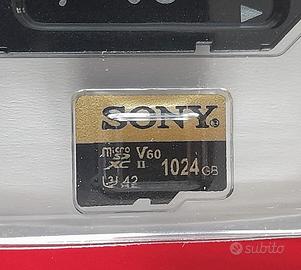 SONY
micro SD XC II V60 1024 GB
U3 A2
subito